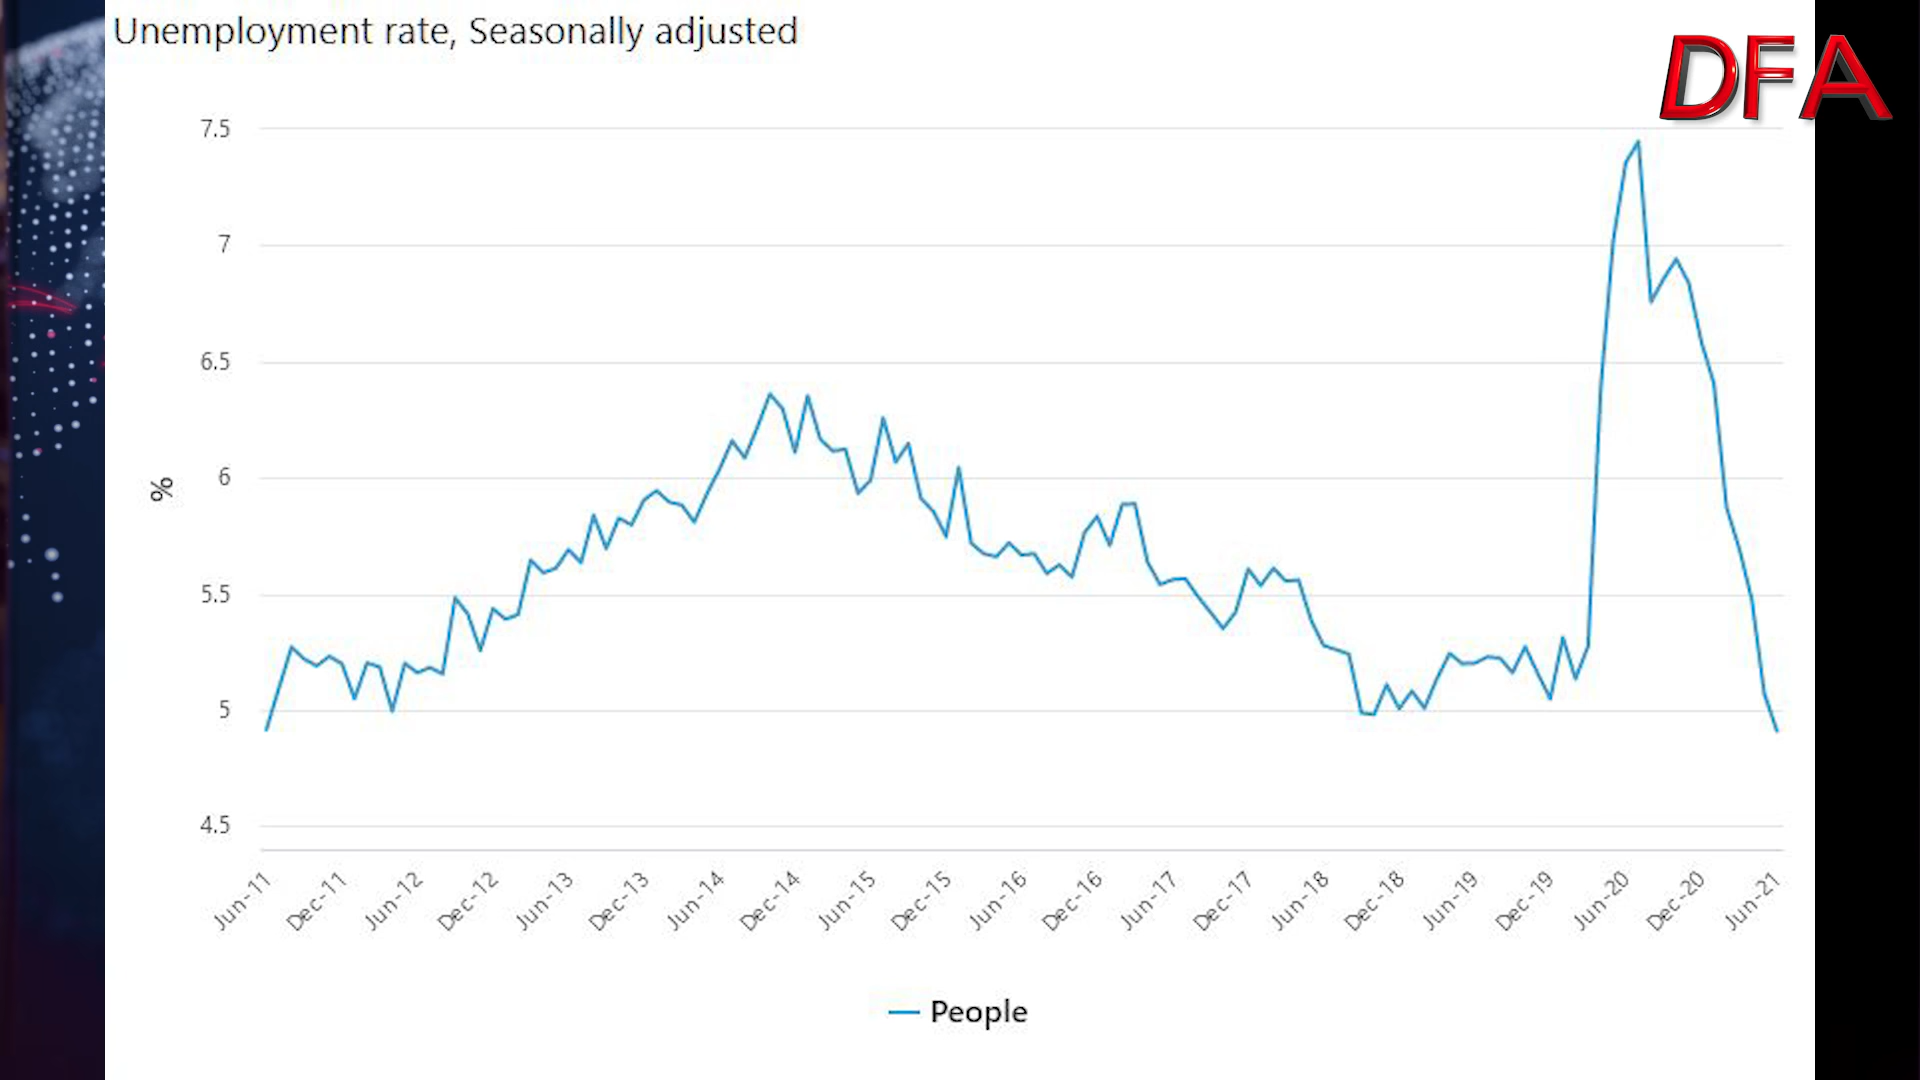 Unemployment rate, Seasonally adjusted
DFA
7.5
7
6.5
6
5.5
5
4.5
%
Jun-11
Dec-11
Jun-12
Dec-12
Jun-13
Dec-13
Jun-14
Dec-14
Jun-15
Dec-15
Jun-16
Dec-16
Jun-17
Dec-17
Jun-18
Dec-18
Jun-19
Dec-19
Jun-20
Dec-20
Jun-21
People